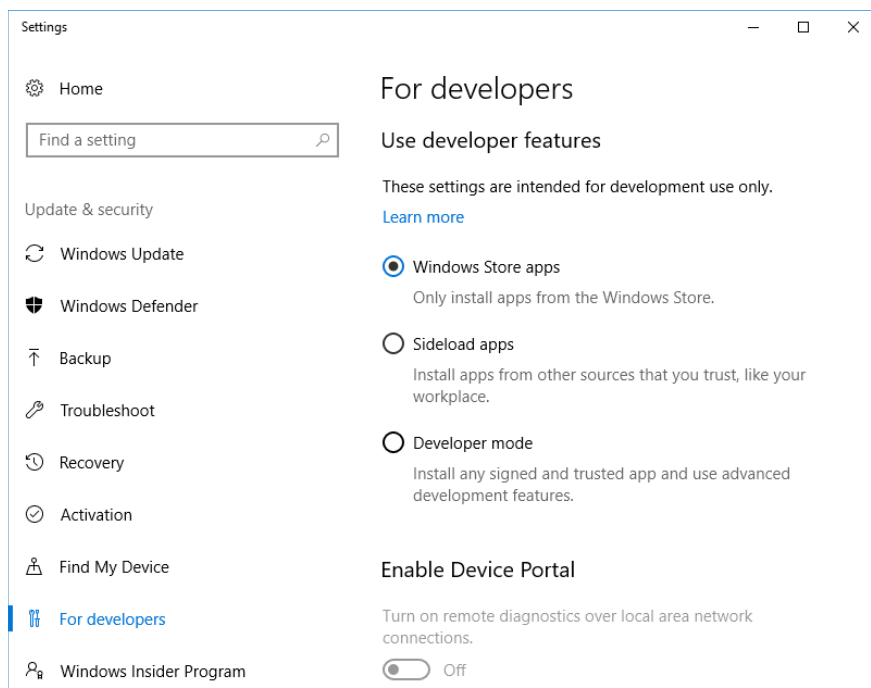 Settings
Home
Find a setting
Update & security
Windows Update
Windows Defender
Backup
Troubleshoot
Recovery
Activation
Find My Device
For developers
Windows Insider Program
For developers
Use developer features
These settings are intended for development use only.
Learn more
Windows Store apps
Only install apps from the Windows Store.
Sideload apps
Install apps from other sources that you trust, like your
workplace.
Developer mode
Install any signed and trusted app and use advanced
development features.
Enable Device Portal
Turn on remote diagnostics over local area network
connections.
Off